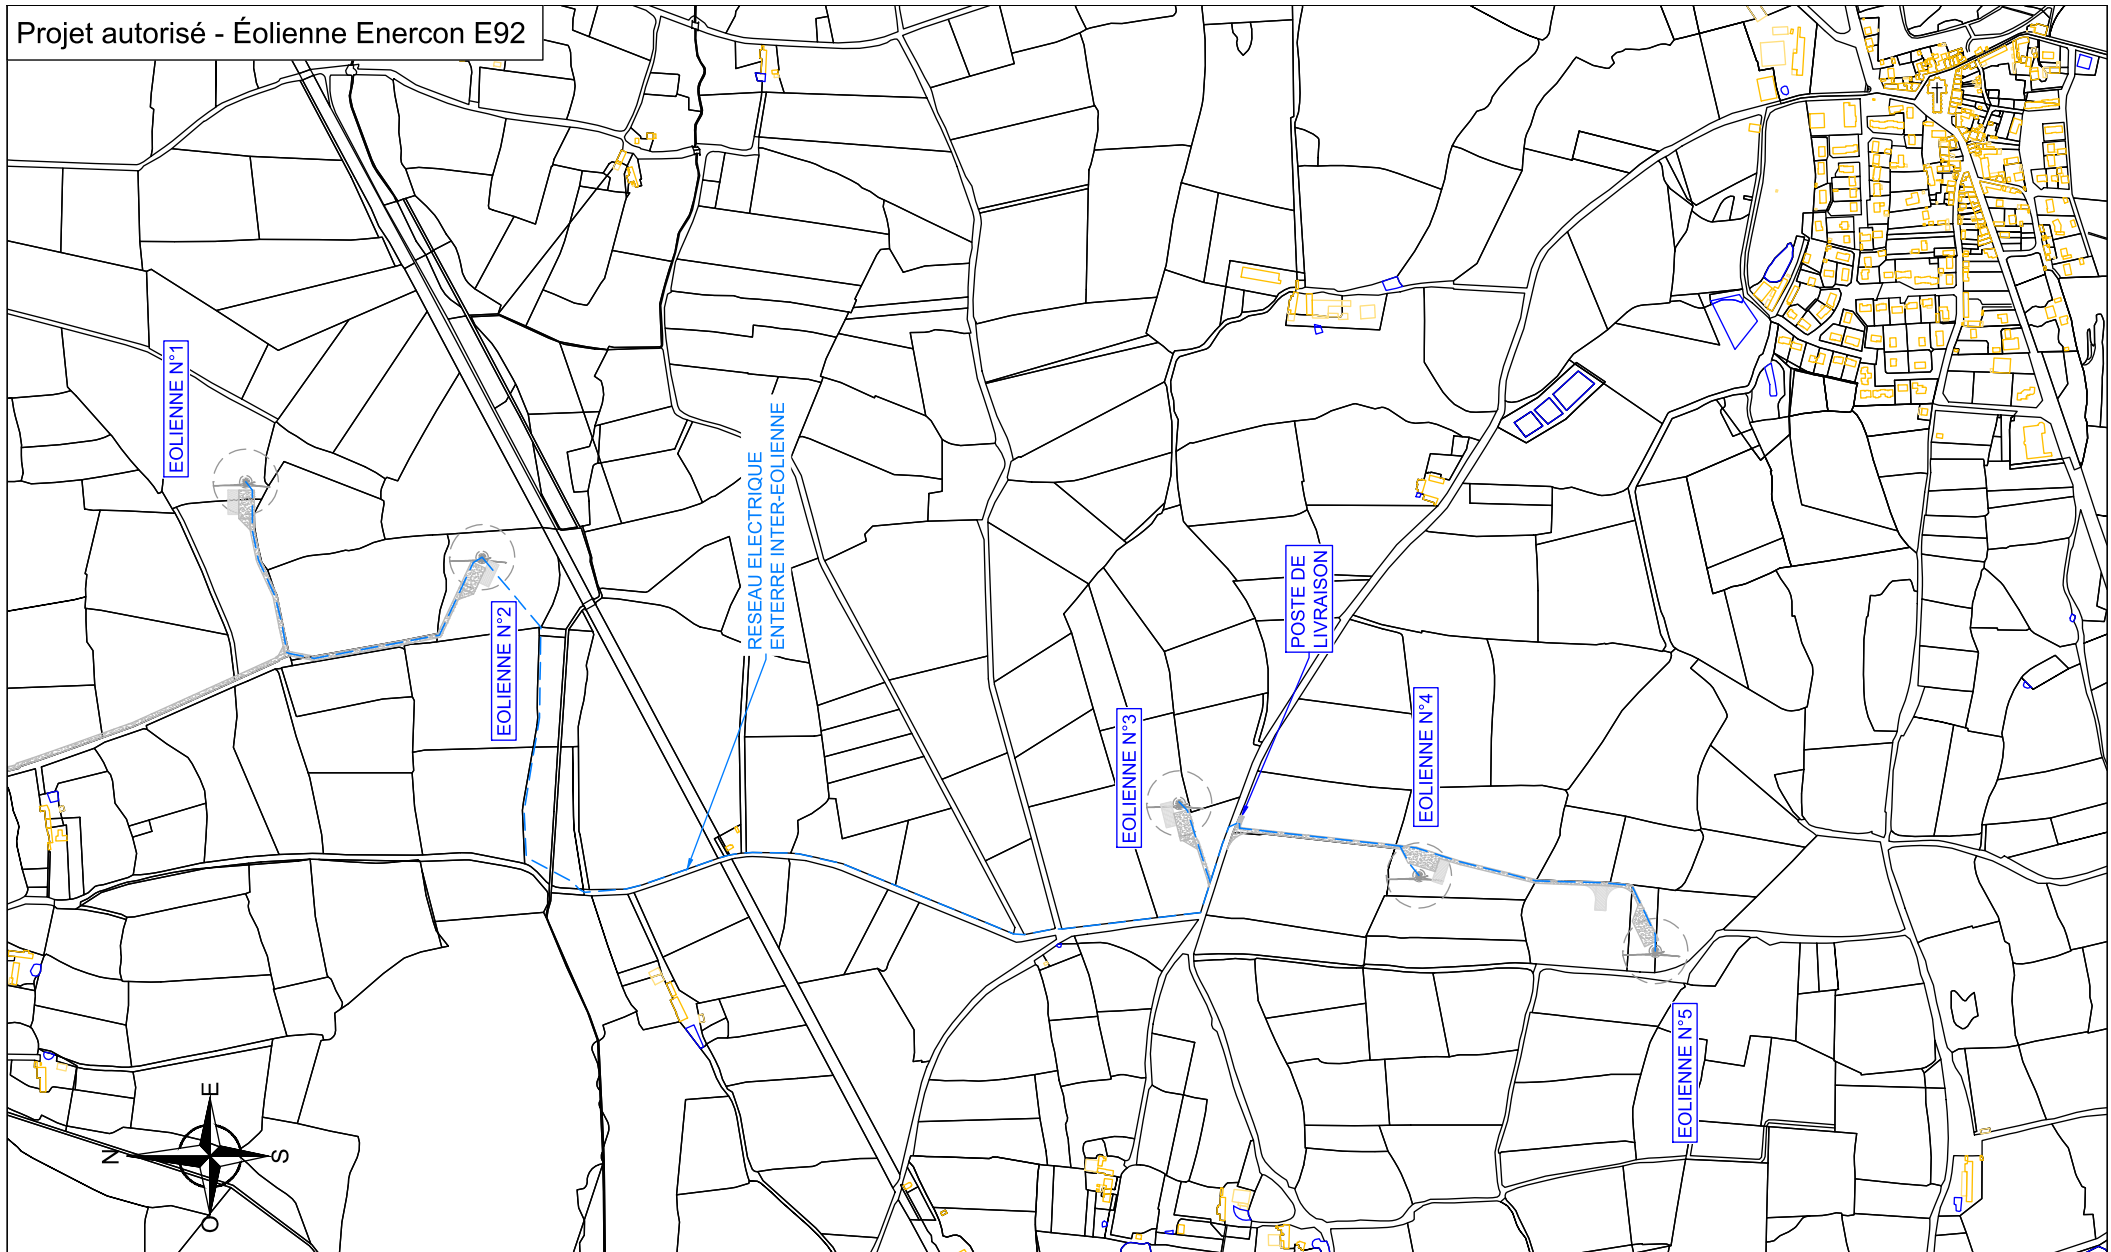 Projet autorisé - Éolienne Enercon E92
EOLIENNE N°1
EOLIENNE N°2
RESEAU ELECTRIQUE
ENTERRE INTER-EOLIENNE
EOLIENNE N°3
POSTE DE
LIVRAISON
EOLIENNE N°4
EOLIENNE N°5
E
N
S
O